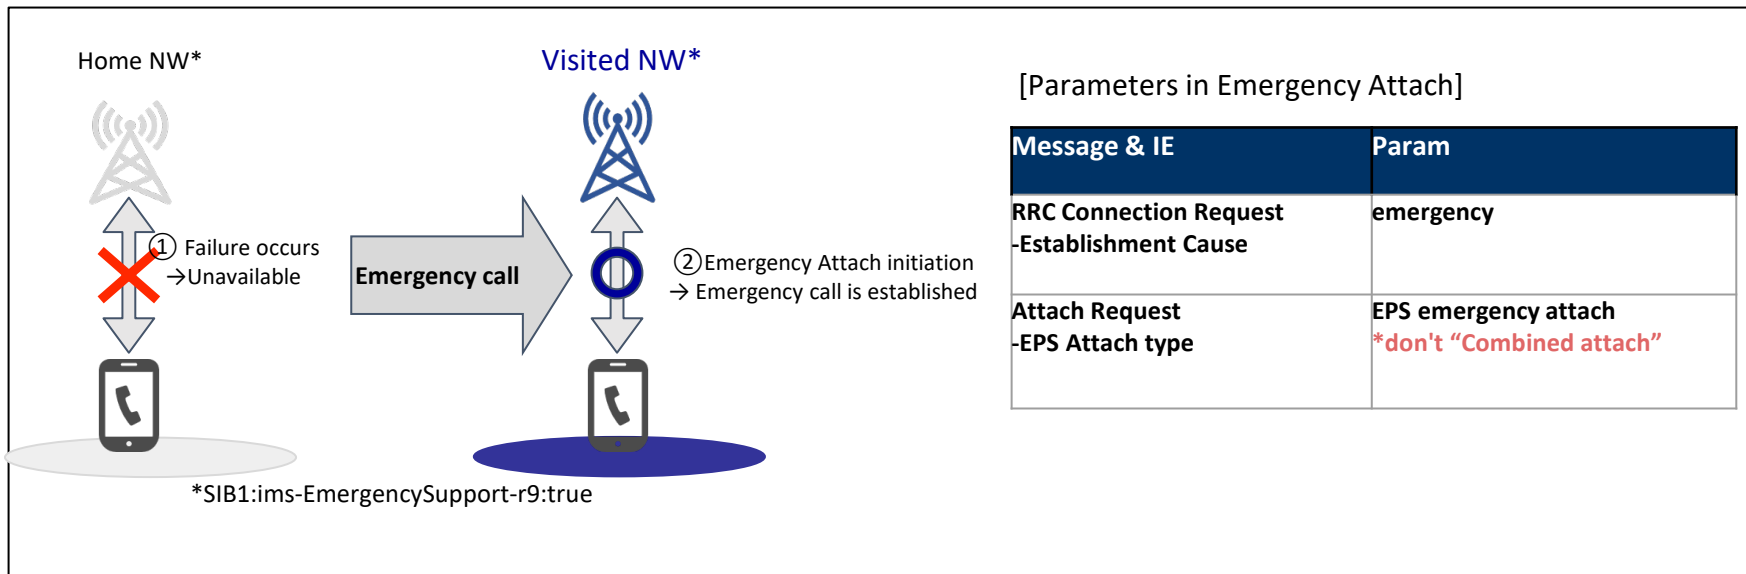 Home NW*
① Failure occurs
→Unavailable
Emergency call
Visited NW*
②Emergency Attach initiation
→ Emergency call is established
*SIB1:ims-EmergencySupport-r9:true
[Parameters in Emergency Attach]
Message & IE	Param
RRC Connection Request	emergency
-Establishment Cause
Attach Request	EPS emergency attach
-EPS Attach type	*don't “Combined attach”